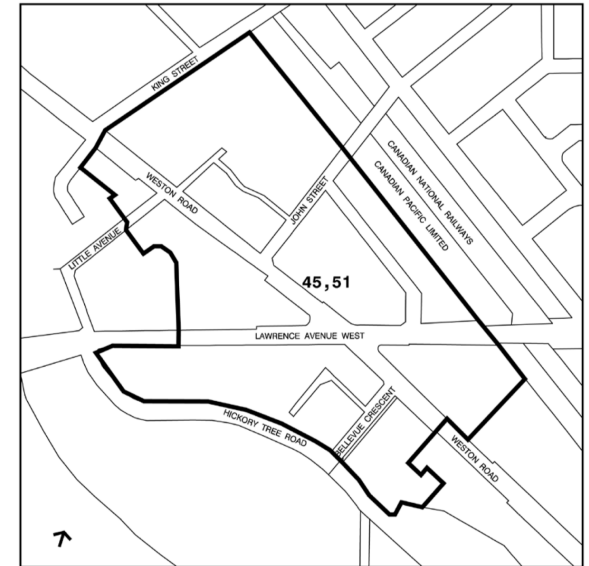 KING STREET
CANADIAN NATIONAL RAILWAYS
CANADIAN PACIFIC LIMITED
WESTON ROAD
JOHN STREET
LITTLE AVENUE
45,51
LAWRENCE AVENUE WEST
BELLEVUE CRESCENT
HICKORY TREE ROAD
WESTON ROAD